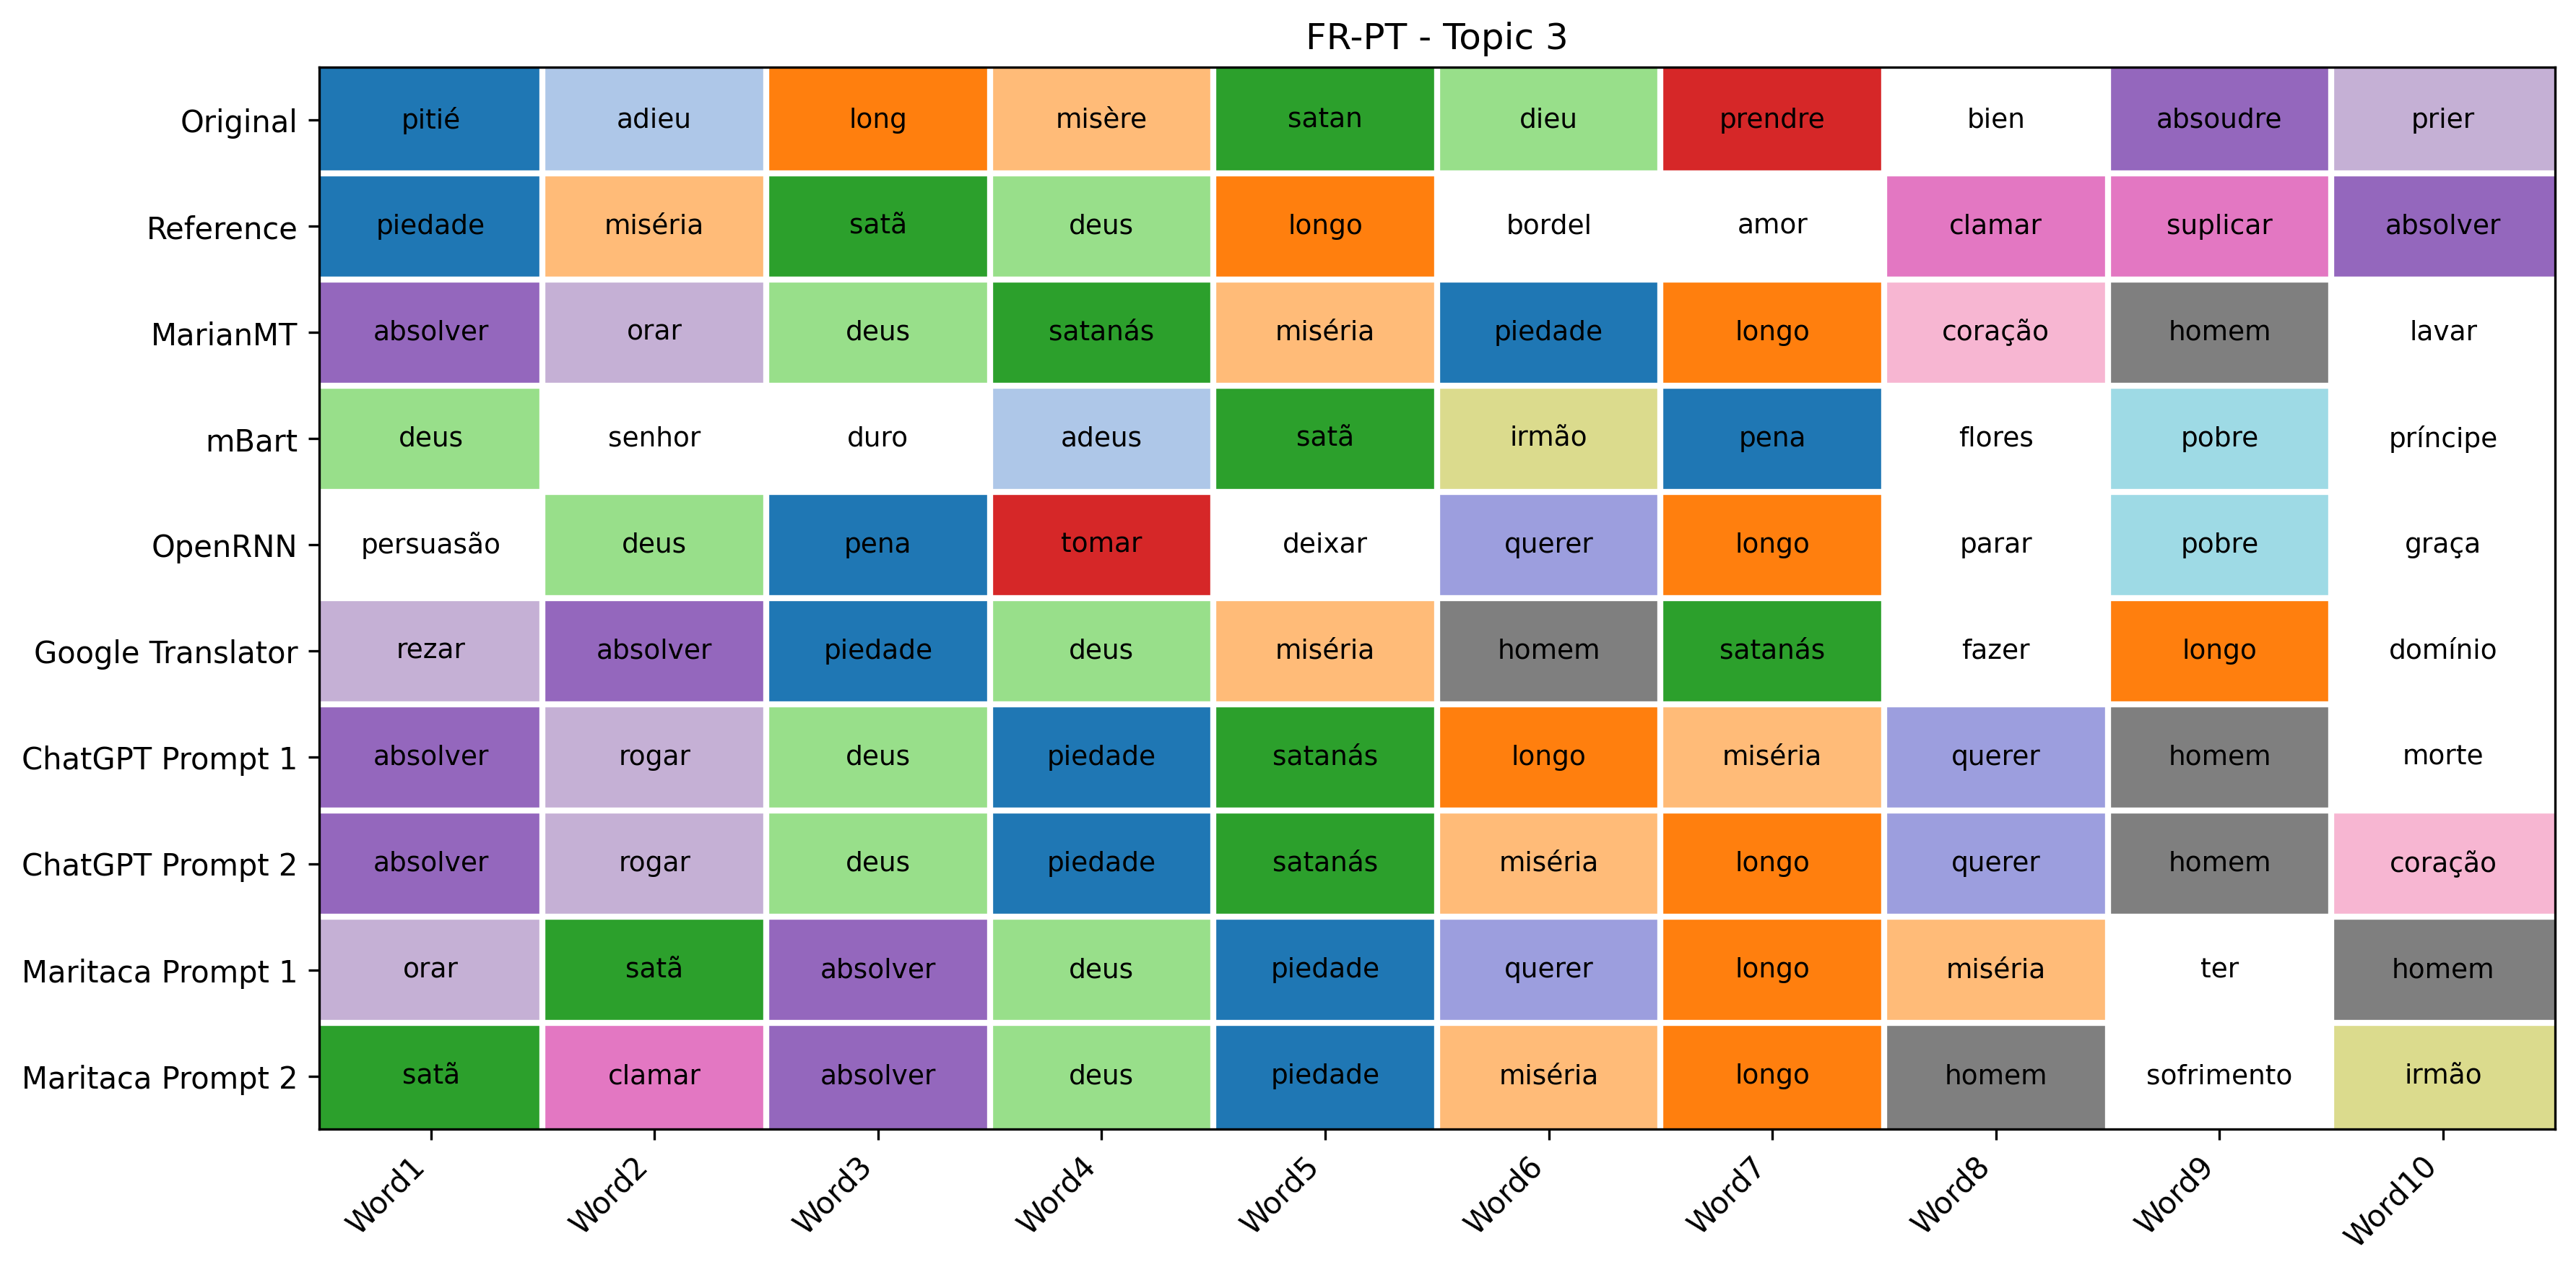 FR-PT - Topic 3
Original pitié adieu long misère satan dieu prendre bien absoudre prier
Reference piedade miséria satã deus longo bordel amor clamar suplicar absolver
MarianMT absolver orar deus satanás miséria piedade longo coração homem lavar
mBart deus senhor duro adeus satã irmão pena flores pobre príncipe
OpenRNN persuasão deus pena tomar deixar querer longo parar pobre graça
Google Translator rezar absolver piedade deus miséria homem satanás fazer longo domínio
ChatGPT Prompt 1 absolver rogar deus piedade satanás longo miséria querer homem morte
ChatGPT Prompt 2 absolver rogar deus piedade satanás miséria longo querer homem coração
Maritaca Prompt 1 orar satã absolver deus piedade querer longo miséria ter homem
Maritaca Prompt 2 satã clamar absolver deus piedade miséria longo homem sofrimento irmão
Word1 Word2 Word3 Word4 Word5 Word6 Word7 Word8 Word9 Word10